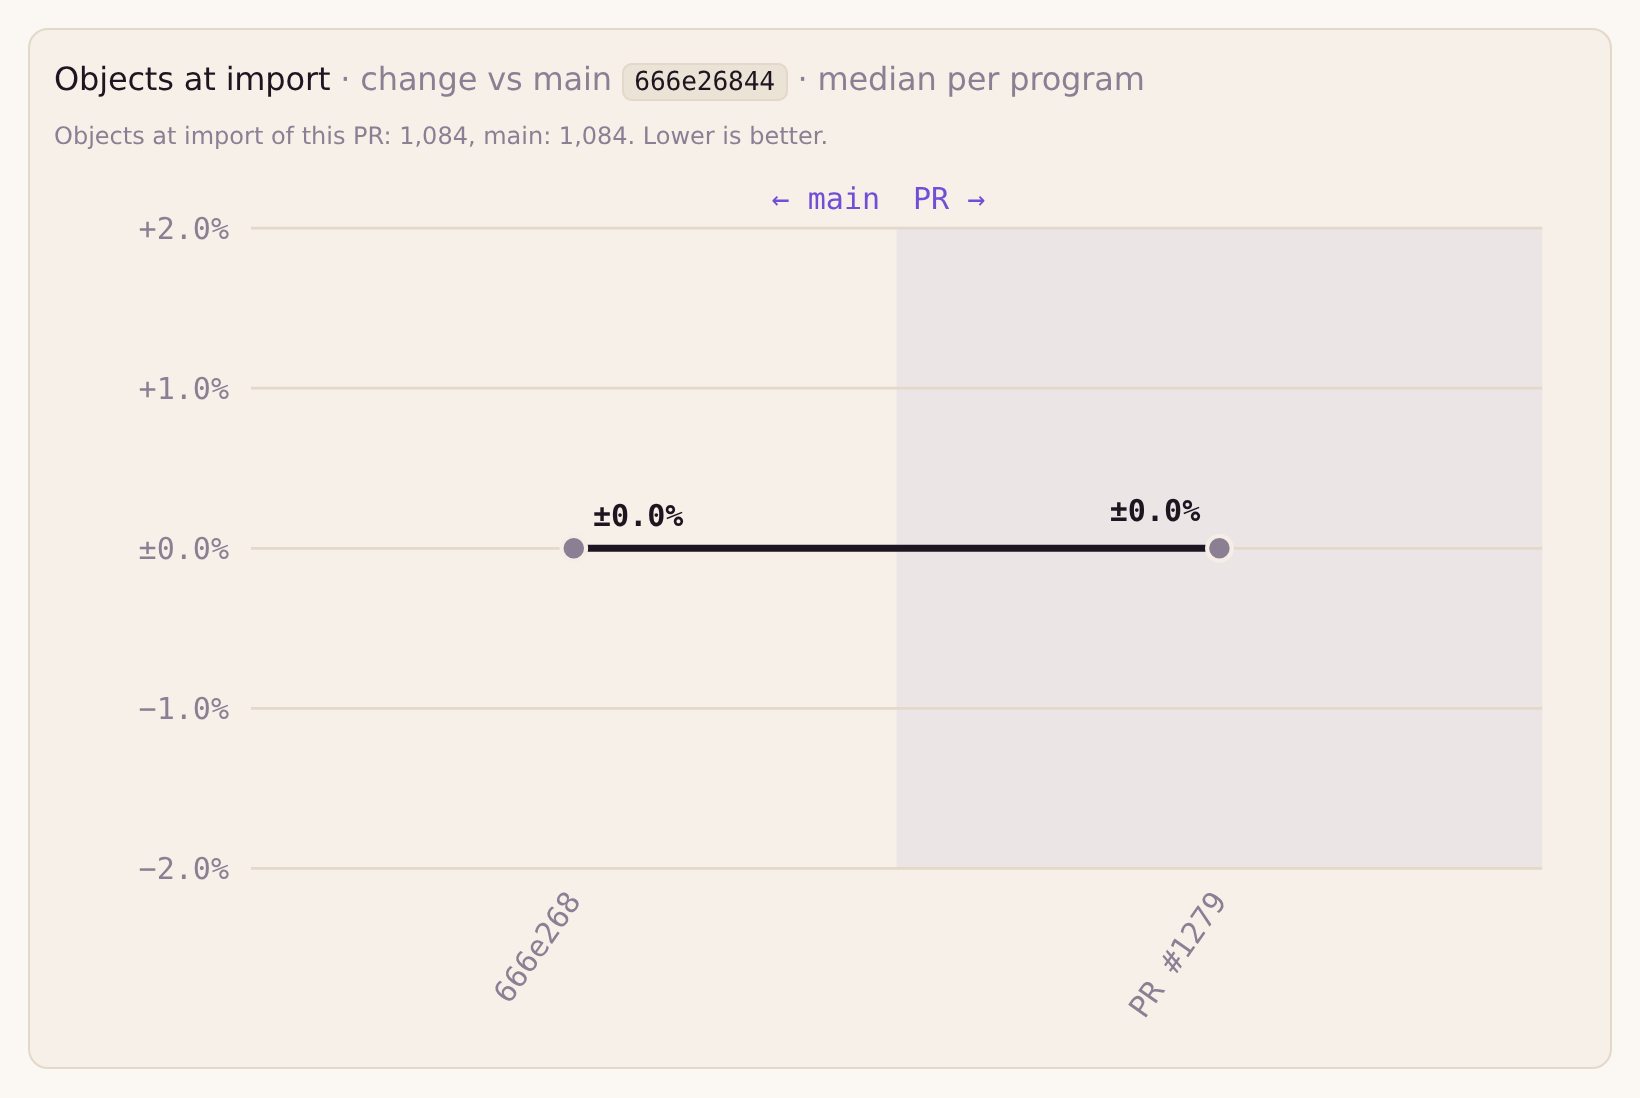 Objects at import · change vs main 666e26844 · median per program
Objects at import of this PR: 1,084, main: 1,084. Lower is better.
← main PR →
+2.0%
+1.0%
±0.0%
±0.0%
±0.0%
−1.0%
−2.0%
666e268
PR #1279